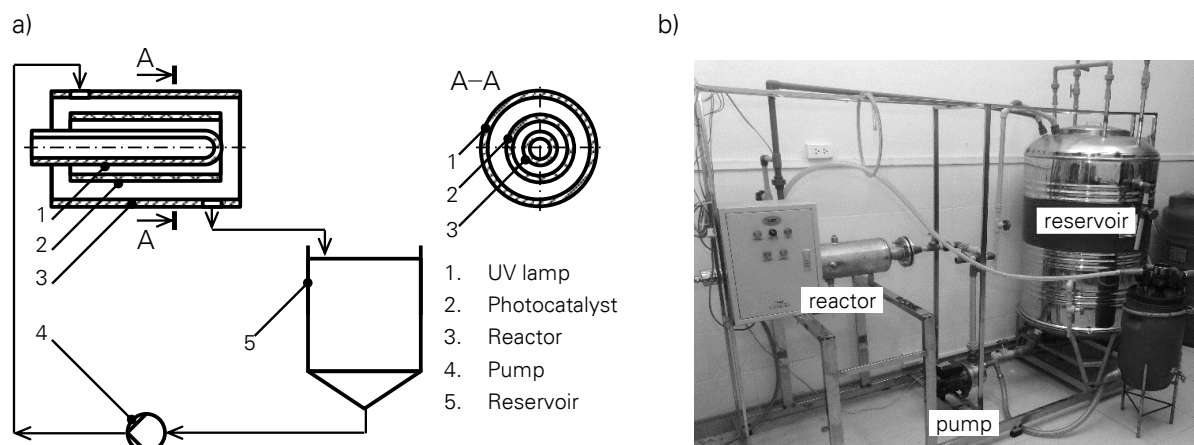 a)
A
A–A
1
2
3
1
2
3
A
4
5
1. UV lamp
2. Photocatalyst
3. Reactor
4. Pump
5. Reservoir
b)
reservoir
reactor
pump